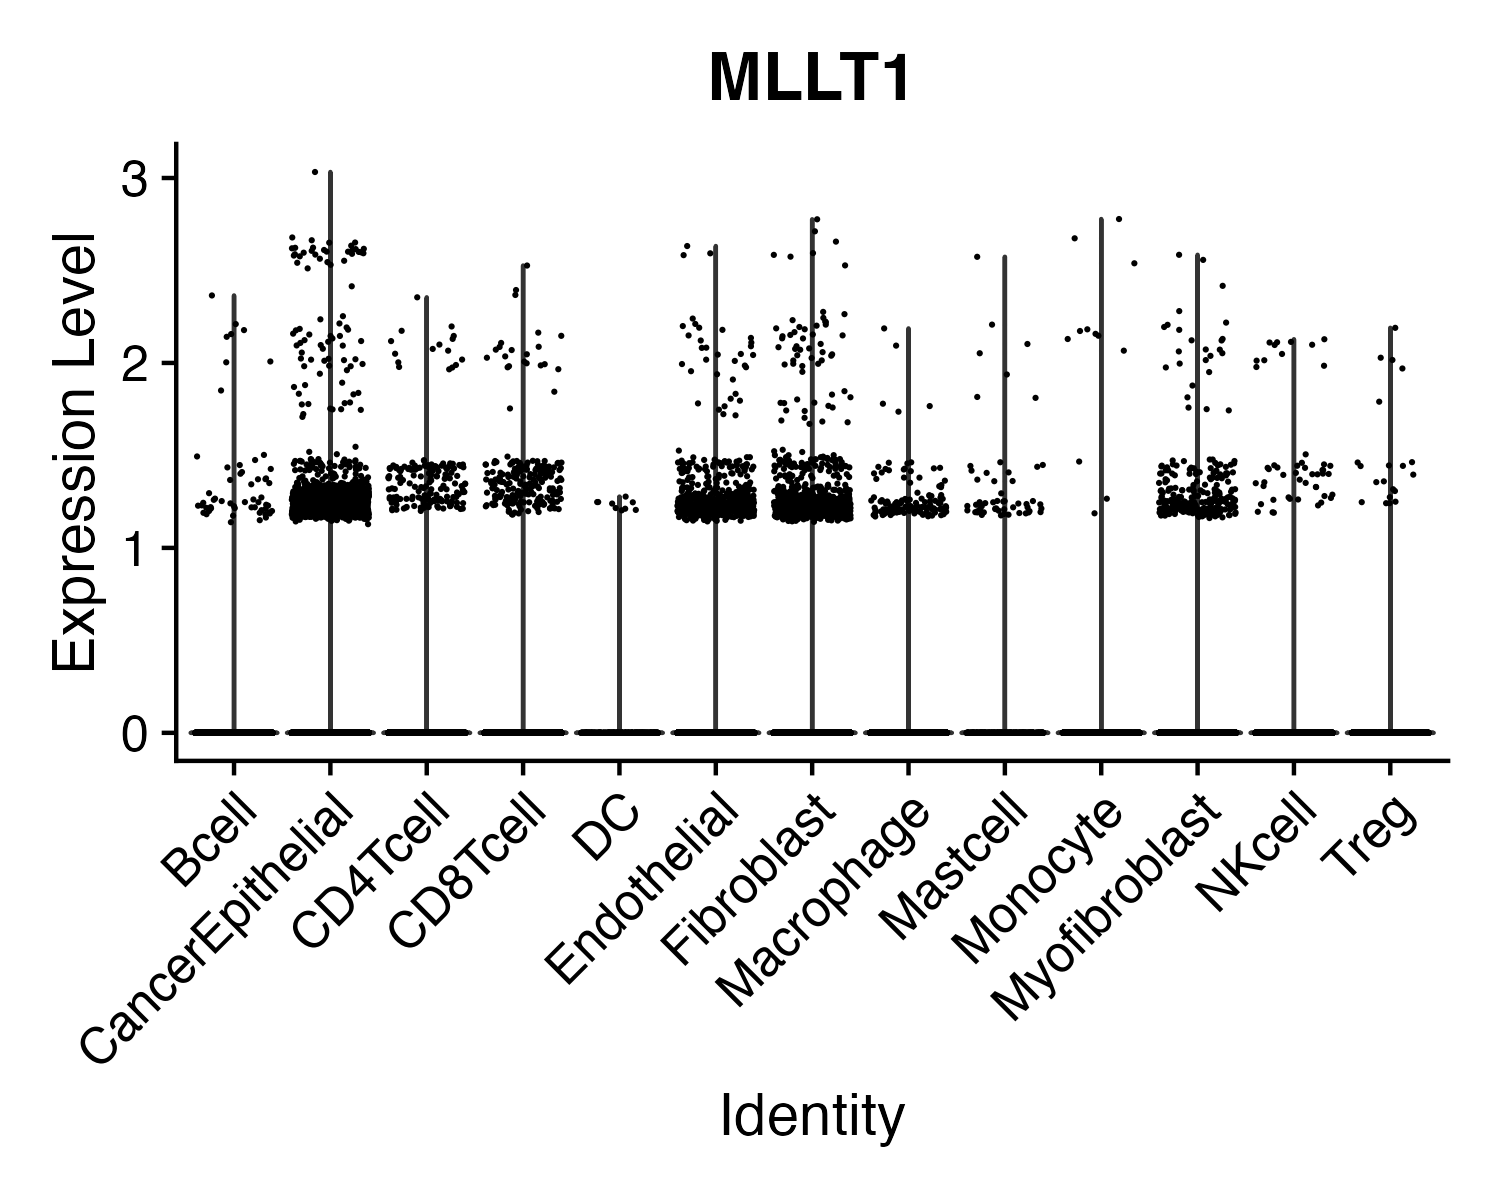 MLLT1
Expression Level
3
2
1
0
Bcell
CancerEpithelial
CD4Tcell
CD8Tcell
DC
Endothelial
Fibroblast
Macrophage
Mastcell
Monocyte
Myofibroblast
NKcell
Treg
Identity